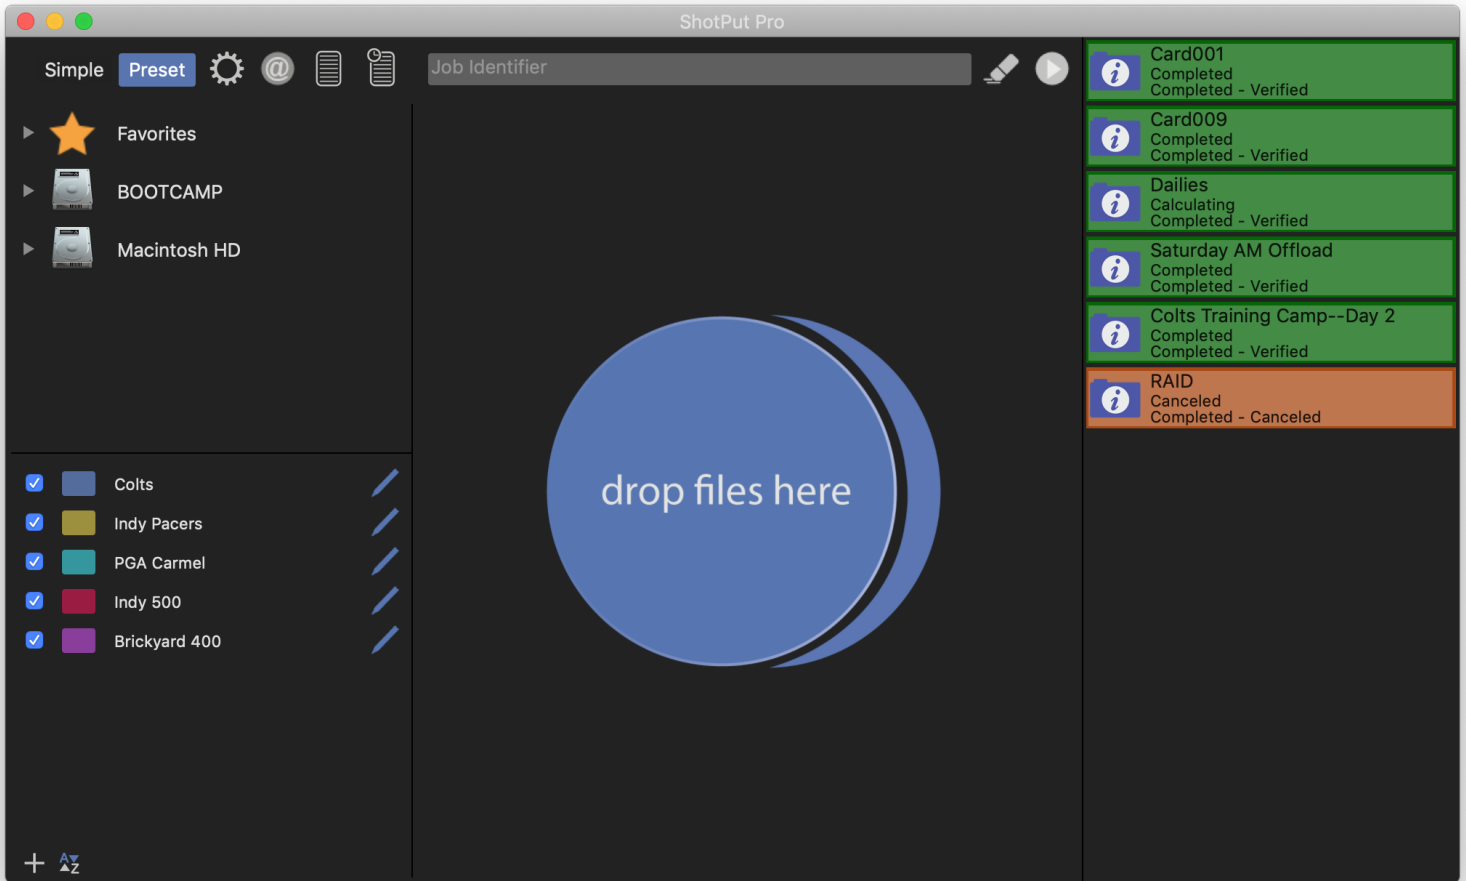 ShotPut Pro
Simple
Preset
@
Job Identifier
Favorites
BOOTCAMP
Macintosh HD
Colts
Indy Pacers
PGA Carmel
Indy 500
Brickyard 400
A
Z
drop files here
i
Card001
Completed
Completed - Verified
i
Card009
Completed
Completed - Verified
i
Dailies
Calculating
Completed - Verified
i
Saturday AM Offload
Completed
Completed - Verified
i
Colts Training Camp--Day 2
Completed
Completed - Verified
i
RAID
Canceled
Completed - Canceled